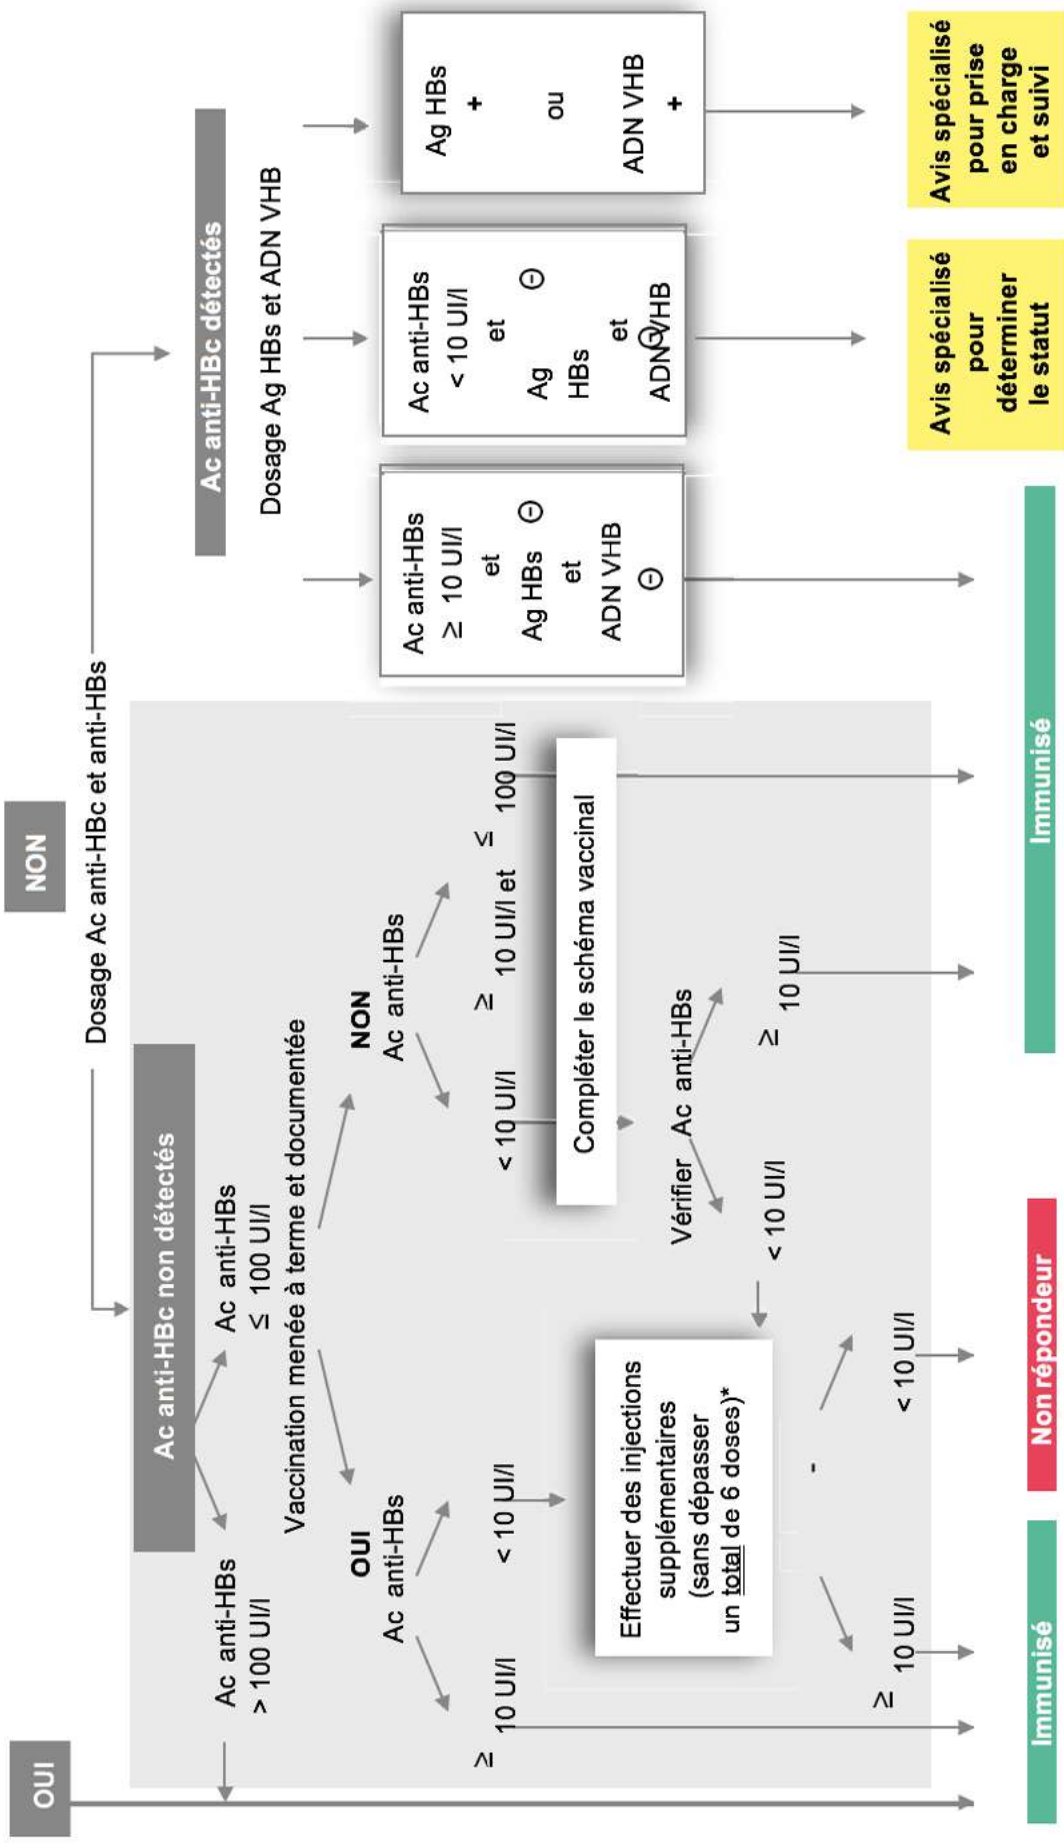 OUI
NON
Dosage Ac anti-HBc et anti-HBs
Ac anti-HBc non détectés
Ac anti-HBc détectés
Ac anti-HBs
> 100 UI/l
Ac anti-HBs
≤ 100 UI/l
Vaccination menée à terme et documentée
OUI
Ac anti-HBs
NON
Ac anti-HBs
≥
10 UI/l
< 10 UI/l
< 10 UI/l
≥ 10 UI/l et
≤
100 UI/l
Compléter le schéma vaccinal
Vérifier Ac anti-HBs
< 10 UI/l
≥
10 UI/l
Effectuer des injections
supplémentaires
(sans dépasser
un total de 6 doses)*
-
≥
10 UI/l
< 10 UI/l
Dosage Ag HBs et ADN VHB
Ac anti-HBs
≥ 10 UI/l
et
Ag HBs ⊖
et
ADN VHB
⊖
Ac anti-HBs
< 10 UI/l
et
Ag ⊖
HBs
et
⊖
ADN VHB
Ag HBs
+
ou
ADN VHB
+
Immunisé
Non répondeur
Immunisé
Avis spécialisé
pour
déterminer
le statut
Avis spécialisé
pour prise
en charge
et suivi